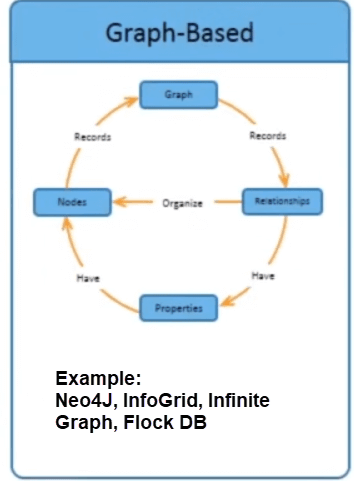 Graph-Based
Graph
Records
Records
Nodes
Organize
Relationships
Have
Have
Properties
Example:
Neo4J, InfoGrid, Infinite
Graph, Flock DB